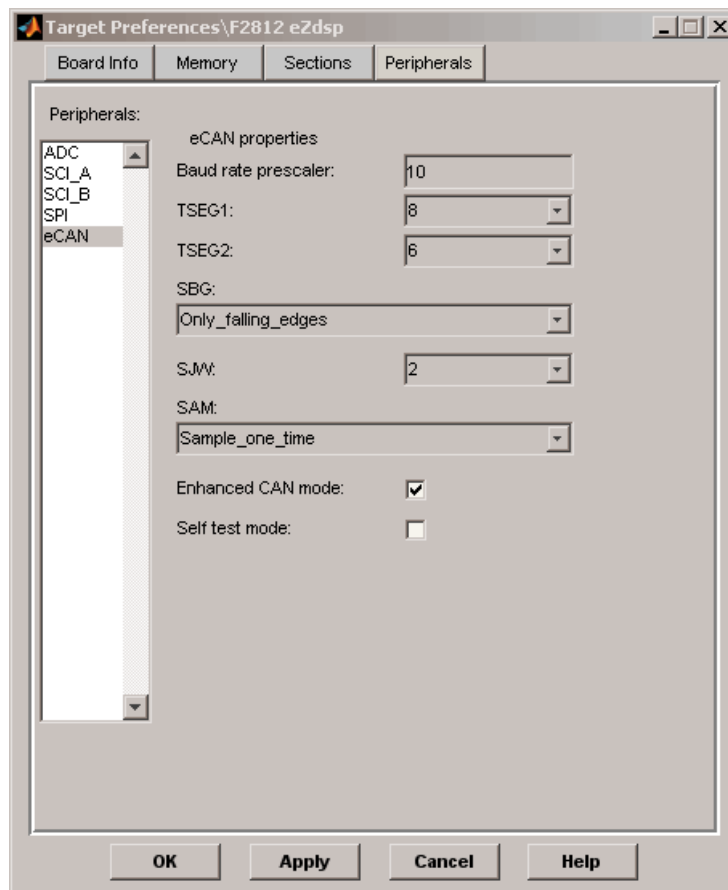 Target Preferences\F2812 eZdsp
Board Info Memory Sections Peripherals
Peripherals:
ADC
SCI_A
SCI_B
SPI
eCAN
eCAN properties
Baud rate prescaler: 10
TSEG1: 8
TSEG2: 6
SBG:
Only_falling_edges
SJW: 2
SAM:
Sample_one_time
Enhanced CAN mode:
Self test mode:
OK Apply Cancel Help